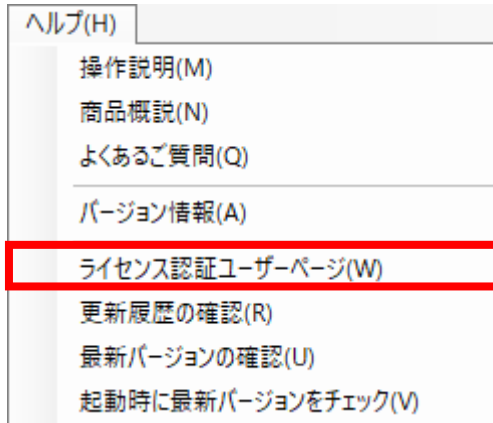 ヘルプ(H)
操作説明(M)
商品概説(N)
よくあるご質問(Q)
バージョン情報(A)
ライセンス認証ユーザーページ(W)
更新履歴の確認(R)
最新バージョンの確認(U)
起動時に最新バージョンをチェック(V)